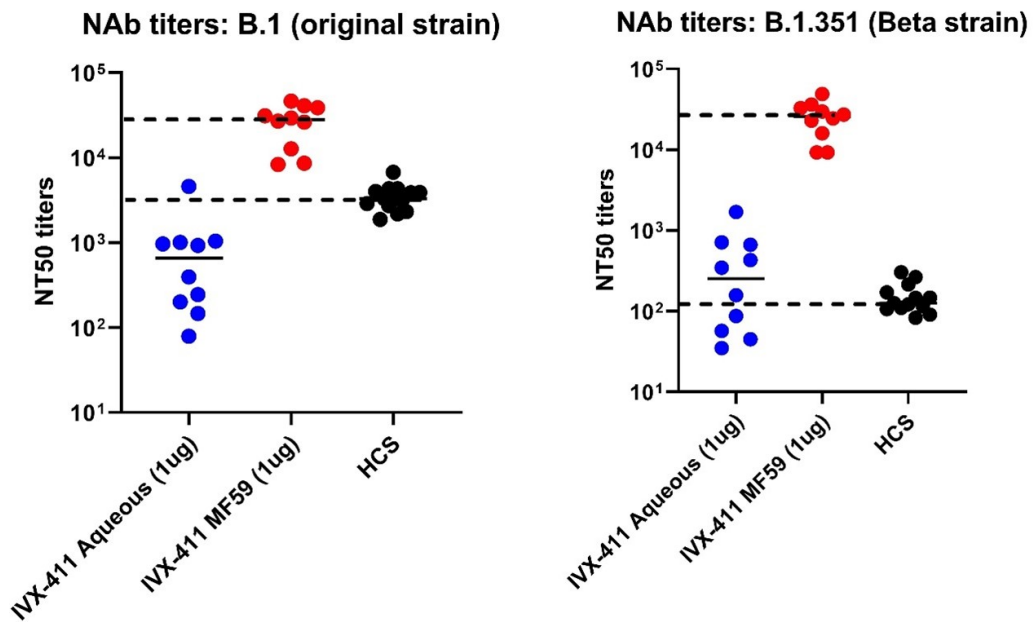 NAb titers: B.1 (original strain)
NT50 titers
10⁵
10⁴
10³
10²
10¹
IVX-411 Aqueous (1ug)
IVX-411 MF59 (1ug)
HCS
NAb titers: B.1.351 (Beta strain)
NT50 titers
10⁵
10⁴
10³
10²
10¹
IVX-411 Aqueous (1ug)
IVX-411 MF59 (1ug)
HCS